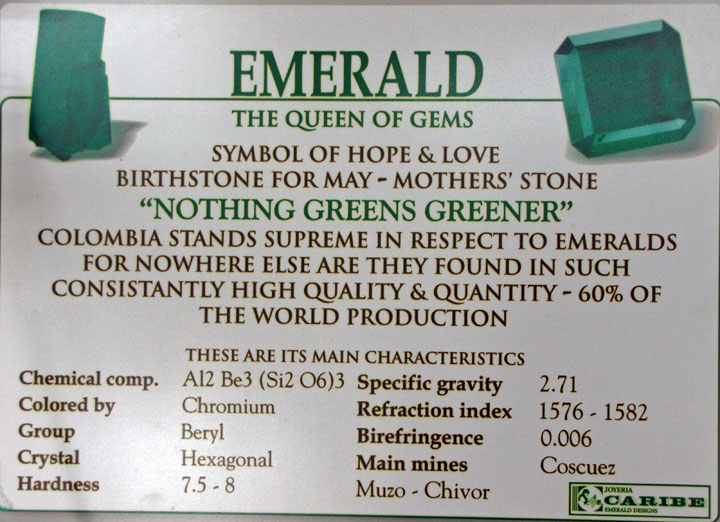 EMERALD
THE QUEEN OF GEMS
SYMBOL OF HOPE & LOVE
BIRTHSTONE FOR MAY - MOTHERS' STONE
"NOTHING GREENS GREENER"
COLOMBIA STANDS SUPREME IN RESPECT TO EMERALDS
FOR NOWHERE ELSE ARE THEY FOUND IN SUCH
CONSISTANTLY HIGH QUALITY & QUANTITY - 60% OF
THE WORLD PRODUCTION
THESE ARE ITS MAIN CHARACTERISTICS
Chemical comp. Al2 Be3 (Si2 O6)3
Colored by Chromium
Group Beryl
Crystal Hexagonal
Hardness 7.5 - 8
Specific gravity 2.71
Refraction index 1576 - 1582
Birefringence 0.006
Main mines Coscuez
Muzo - Chivor
JOYERIA
CARIBE
EMERALD DESIGNS